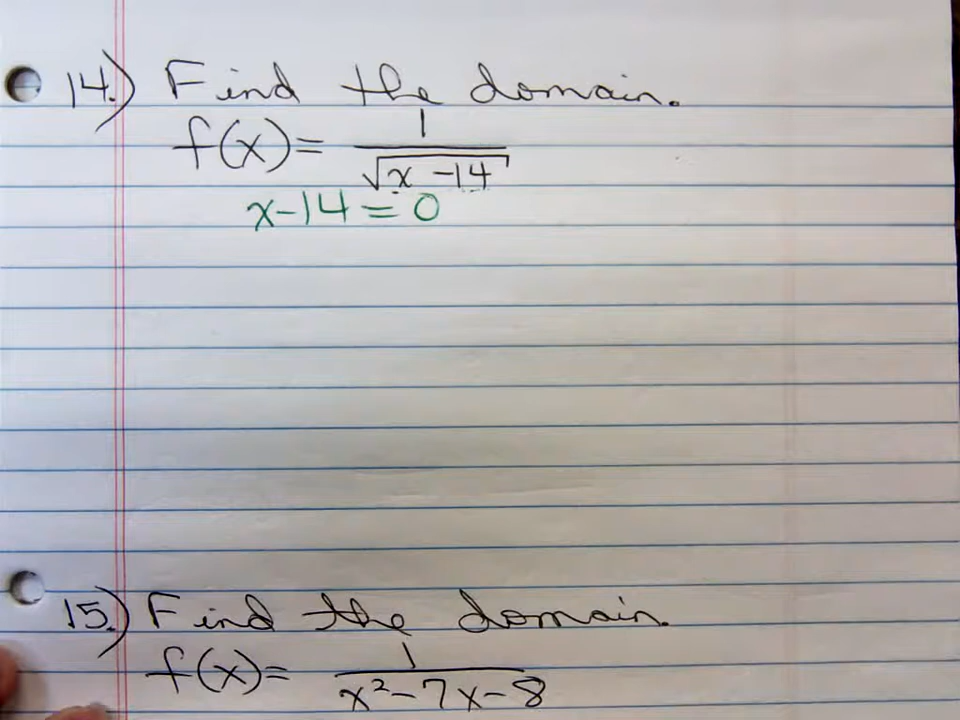 14.) Find the domain.
f(x)= 1/√(x-14)
x-14=0
15.) Find the domain.
f(x)= 1/(x²-7x-8)